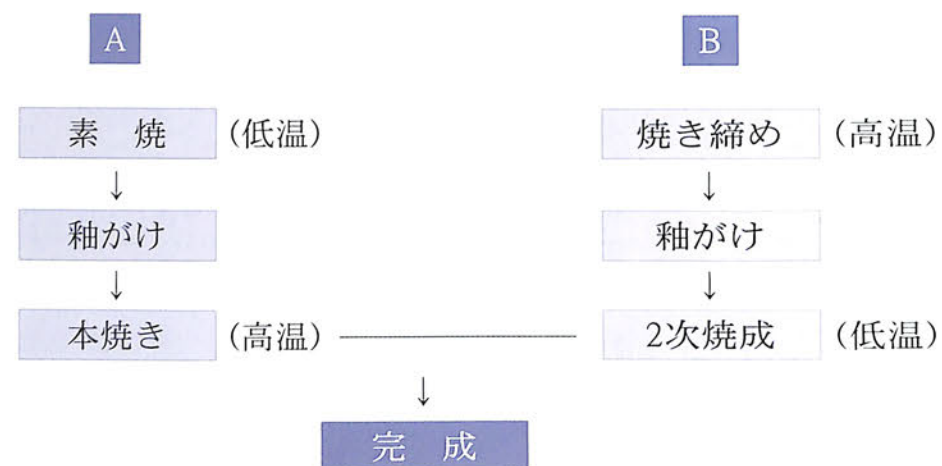 A B
素 焼 (低温) 焼き締め (高温)
↓ ↓
釉がけ 釉がけ
↓ ↓
本焼き (高温) 2次焼成 (低温)
↓
完 成